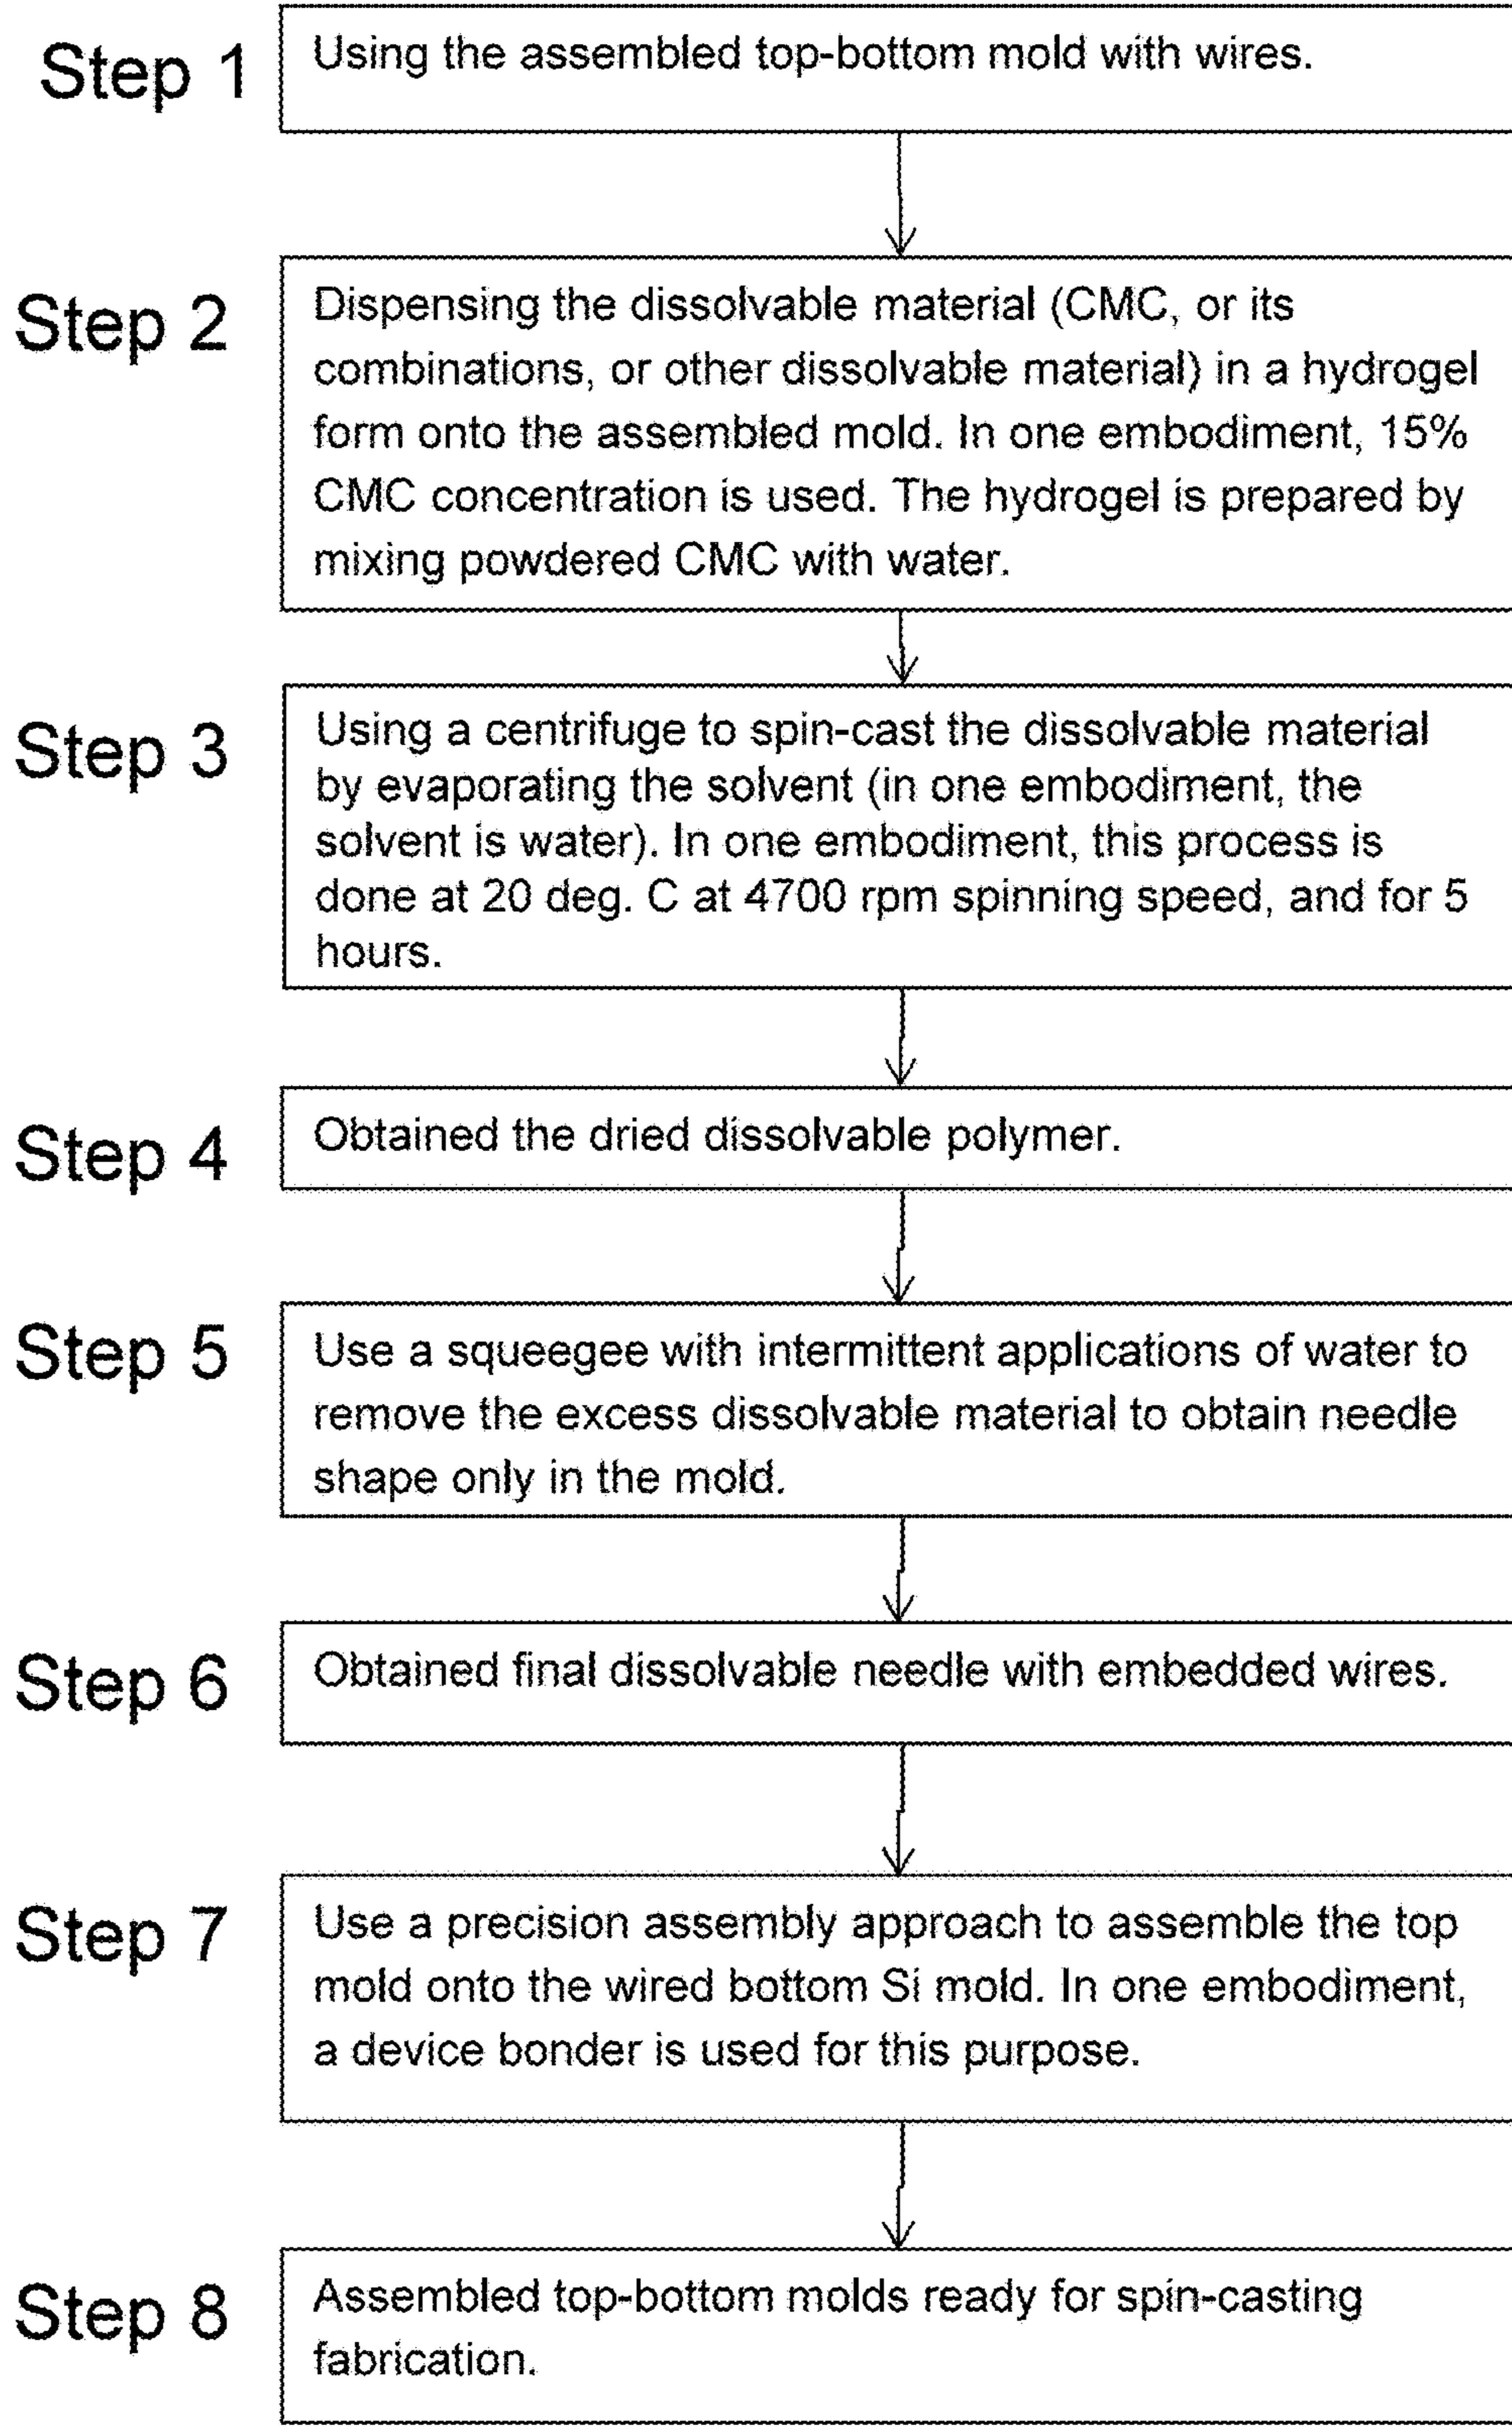 Step 1
Using the assembled top-bottom mold with wires.
Step 2
Dispensing the dissolvable material (CMC, or its
combinations, or other dissolvable material) in a hydrogel
form onto the assembled mold. In one embodiment, 15%
CMC concentration is used. The hydrogel is prepared by
mixing powdered CMC with water.
Step 3
Using a centrifuge to spin-cast the dissolvable material
by evaporating the solvent (in one embodiment, the
solvent is water). In one embodiment, this process is
done at 20 deg. C at 4700 rpm spinning speed, and for 5
hours.
Step 4
Obtained the dried dissolvable polymer.
Step 5
Use a squeegee with intermittent applications of water to
remove the excess dissolvable material to obtain needle
shape only in the mold.
Step 6
Obtained final dissolvable needle with embedded wires.
Step 7
Use a precision assembly approach to assemble the top
mold onto the wired bottom Si mold. In one embodiment,
a device bonder is used for this purpose.
Step 8
Assembled top-bottom molds ready for spin-casting
fabrication.